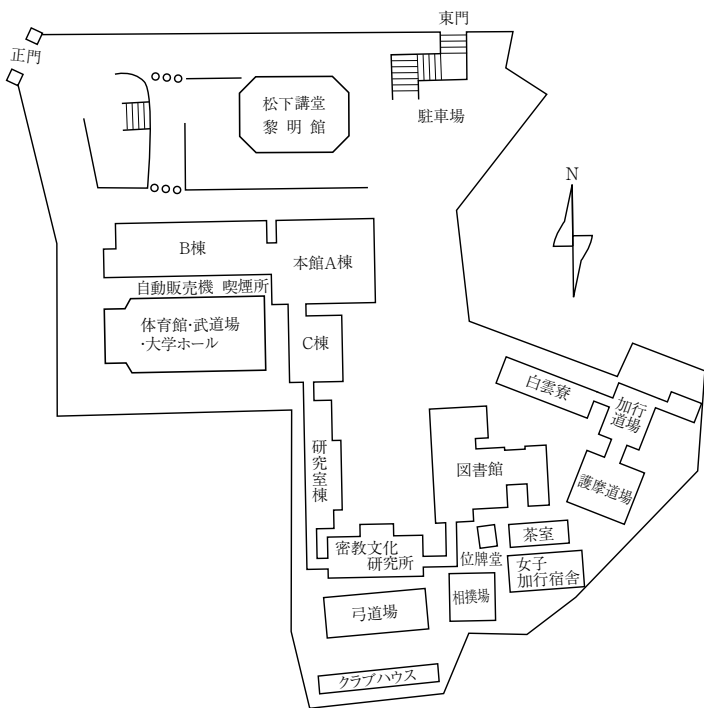 東門
正門
松下講堂
黎明館
駐車場
N
B棟
本館A棟
自動販売機 喫煙所
体育館・武道場
・大学ホール
C棟
白雲寮
加行
道場
研究室棟
図書館
護摩道場
茶室
密教文化
研究所
位牌堂
女子
加行宿舎
相撲場
弓道場
クラブハウス